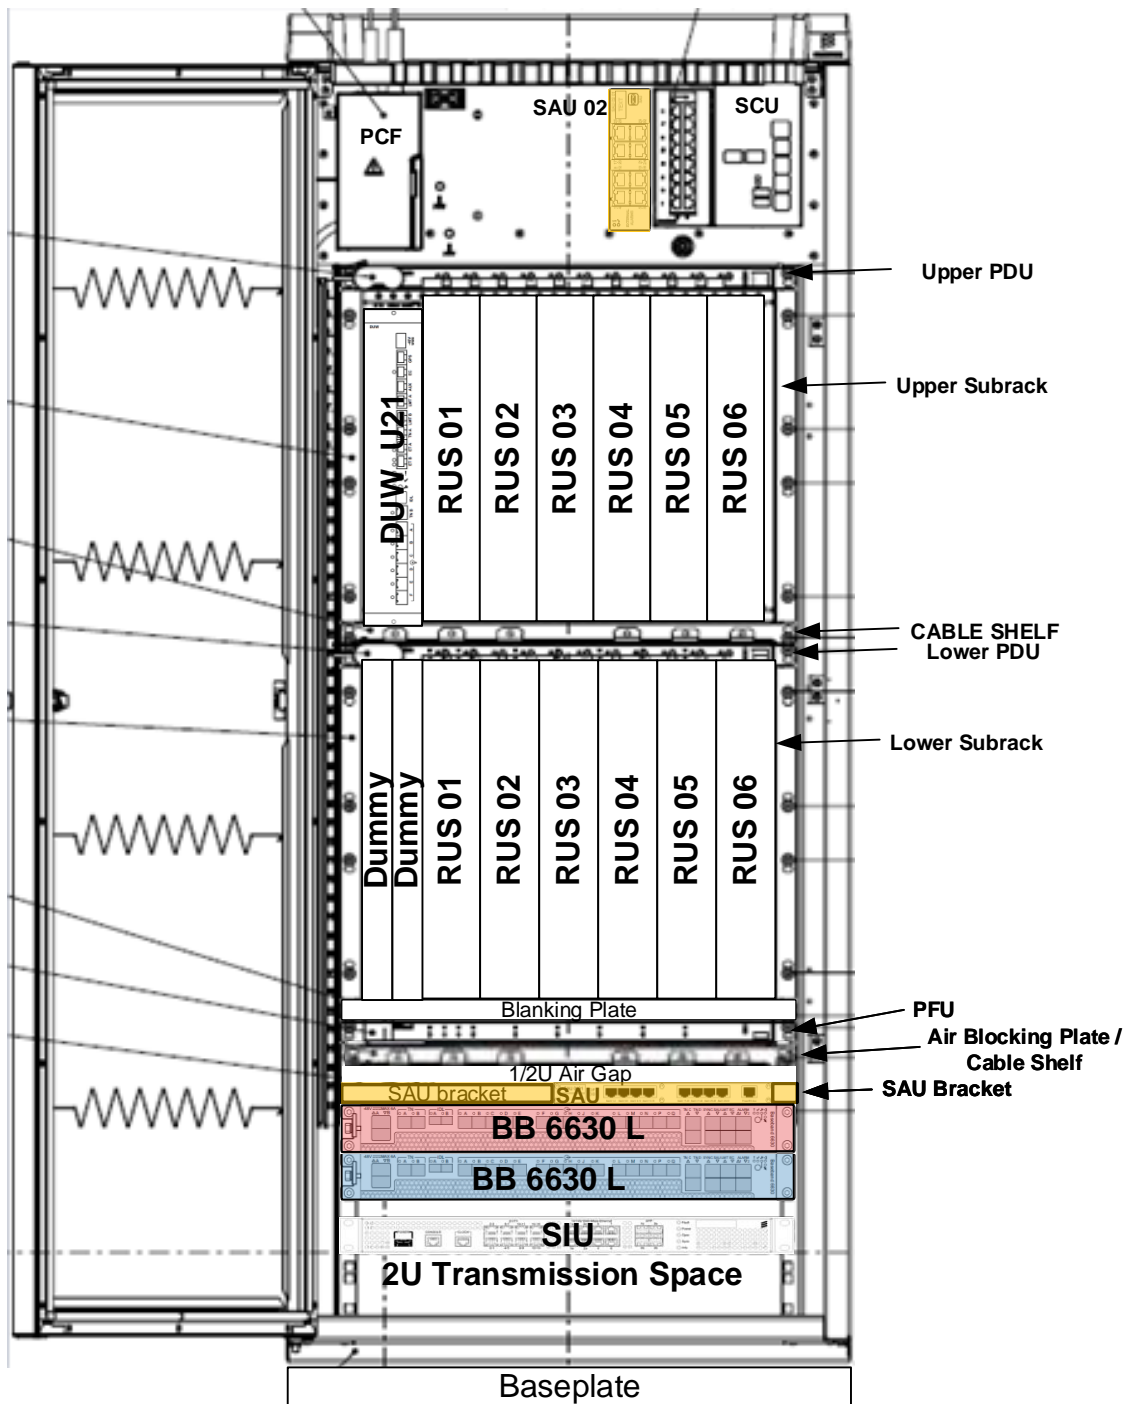 SAU 02
SCU
PCF
Upper PDU
Upper Subrack
DUW U21
RUS 01
RUS 02
RUS 03
RUS 04
RUS 05
RUS 06
CABLE SHELF
Lower PDU
Lower Subrack
Dummy
Dummy
RUS 01
RUS 02
RUS 03
RUS 04
RUS 05
RUS 06
Blanking Plate
PFU
Air Blocking Plate /
Cable Shelf
1/2U Air Gap
SAU bracket
SAU
SAU Bracket
BB 6630 L
BB 6630 L
SIU
2U Transmission Space
Baseplate